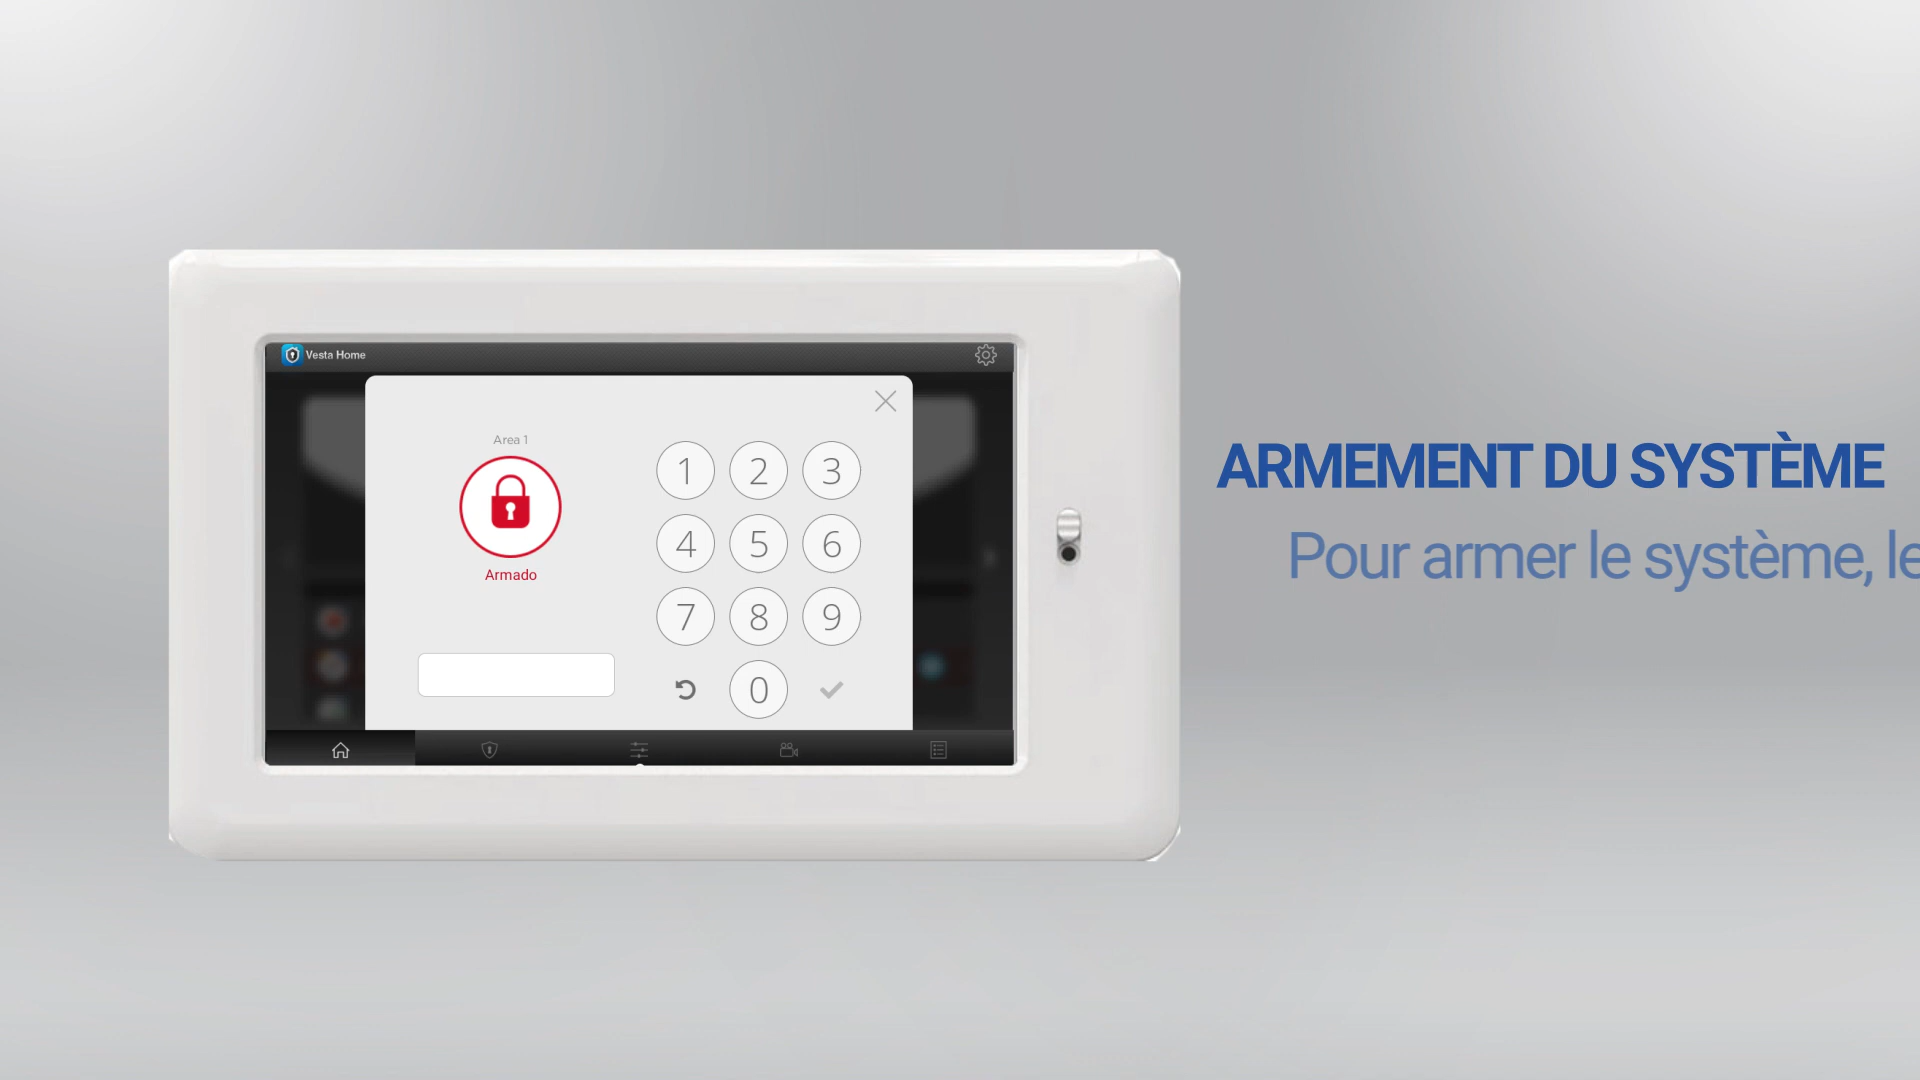 Vesta Home
Area 1
Armado
1 2 3
4 5 6
7 8 9
0
ARMEMENT DU SYSTÈME
Pour armer le système, le